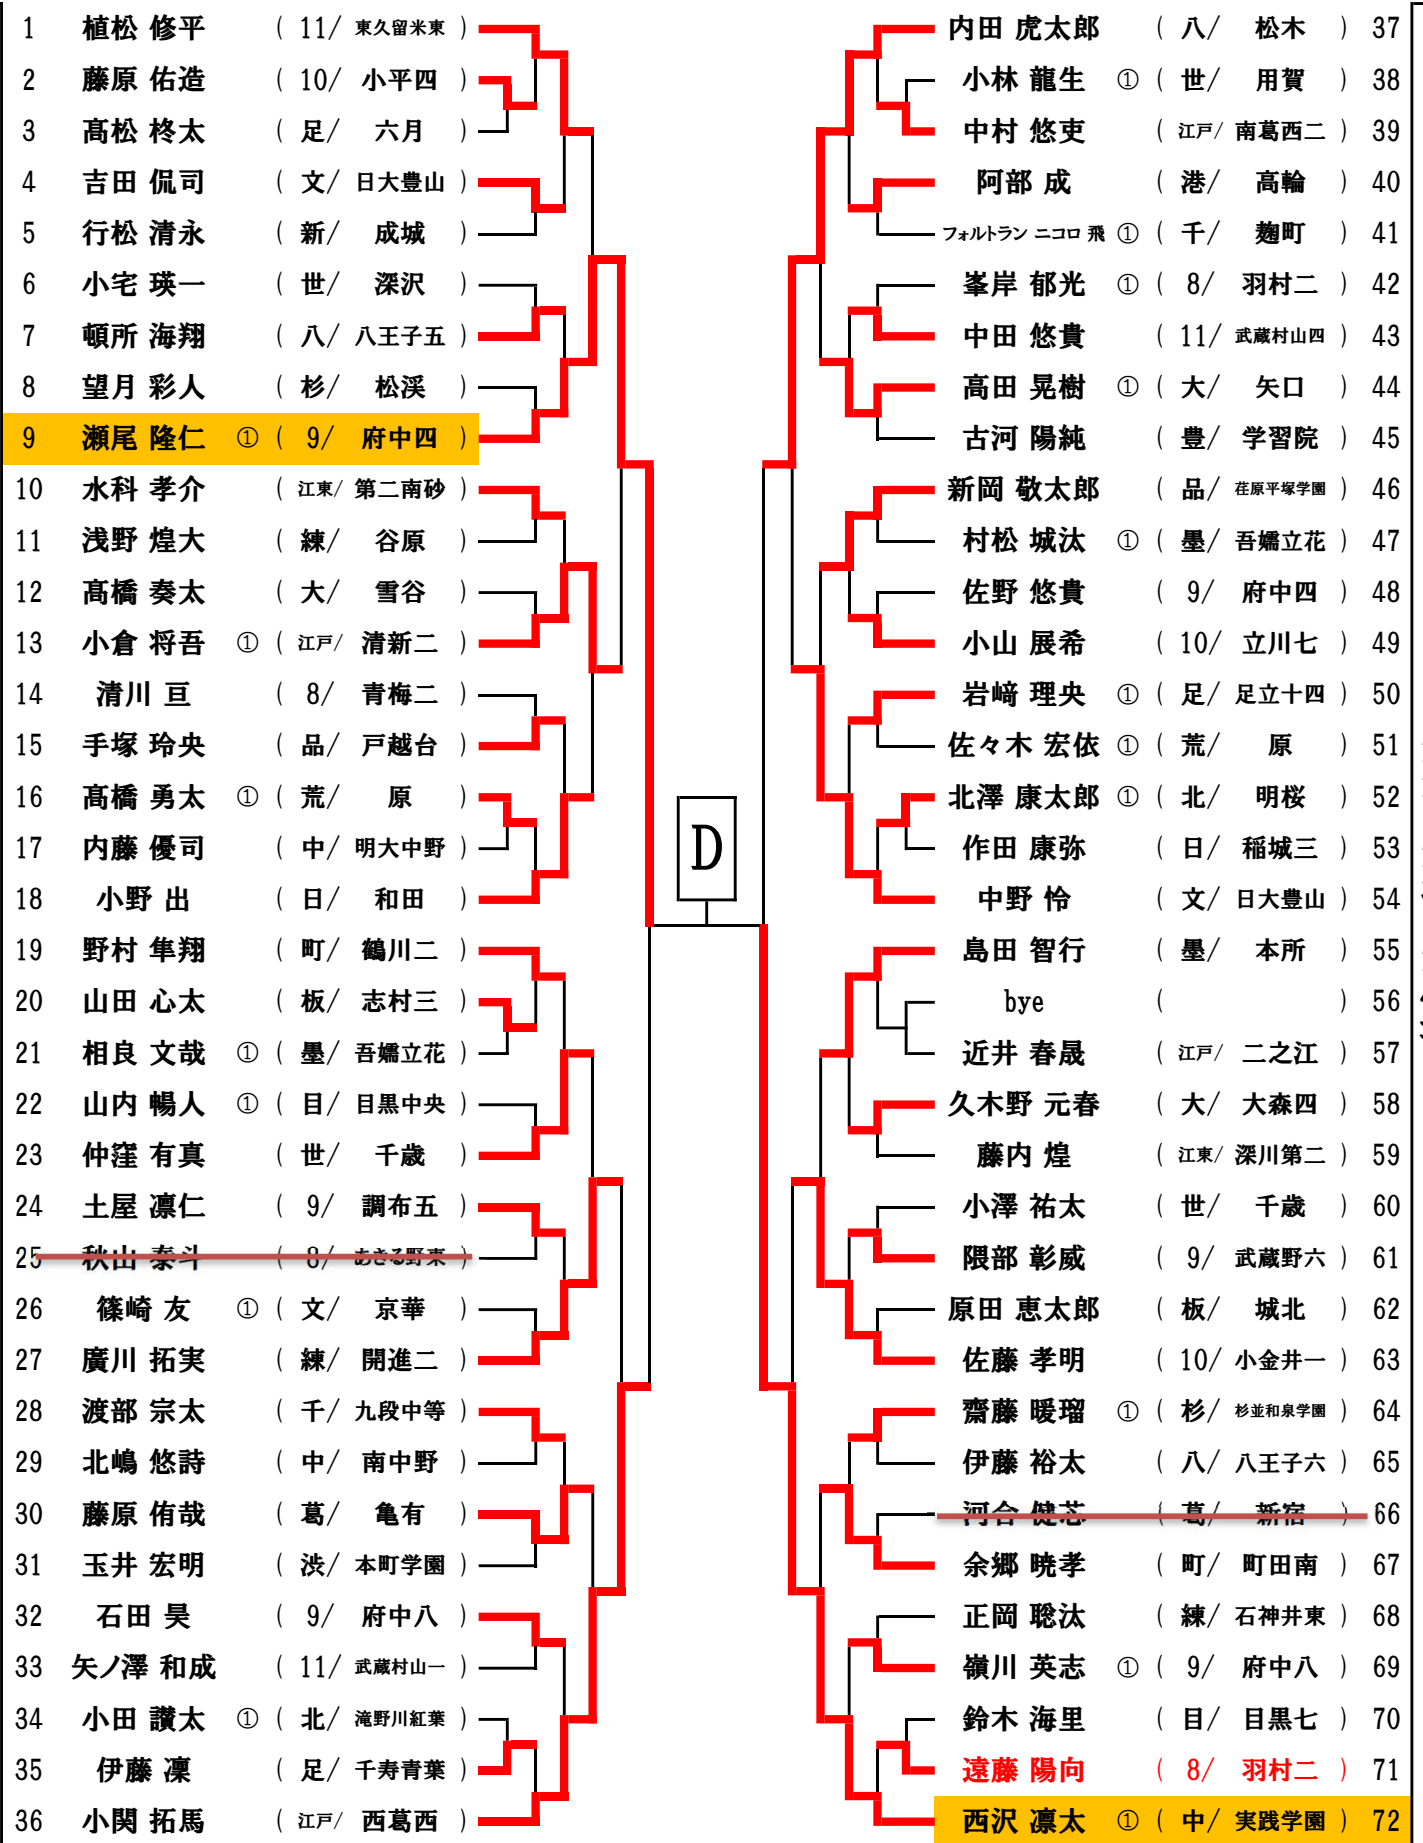 1 植松 修平 ( 11/ 東久留米東 )
2 藤原 佑造 ( 10/ 小平四 )
3 髙松 柊太 ( 足/ 六月 )
4 吉田 侃司 ( 文/ 日大豊山 )
5 行松 清永 ( 新/ 成城 )
6 小宅 瑛一 ( 世/ 深沢 )
7 頓所 海翔 ( 八/ 八王子五 )
8 望月 彩人 ( 杉/ 松渓 )
9 瀬尾 隆仁 ① ( 9/ 府中四 )
10 水科 孝介 ( 江東/ 第二南砂 )
11 浅野 煌大 ( 練/ 谷原 )
12 髙橋 奏太 ( 大/ 雪谷 )
13 小倉 将吾 ① ( 江戸/ 清新二 )
14 清川 亘 ( 8/ 青梅二 )
15 手塚 玲央 ( 品/ 戸越台 )
16 髙橋 勇太 ① ( 荒/ 原 )
17 内藤 優司 ( 中/ 明大中野 )
18 小野 出 ( 日/ 和田 )
19 野村 隼翔 ( 町/ 鶴川二 )
20 山田 心太 ( 板/ 志村三 )
21 相良 文哉 ① ( 墨/ 吾嬬立花 )
22 山内 暢人 ① ( 目/ 目黒中央 )
23 仲窪 有真 ( 世/ 千歳 )
24 土屋 凛仁 ( 9/ 調布五 )
25 秋山 泰斗 ( 8/ あきる野東 )
26 篠崎 友 ① ( 文/ 京華 )
27 廣川 拓実 ( 練/ 開進二 )
28 渡部 宗太 ( 千/ 九段中等 )
29 北嶋 悠詩 ( 中/ 南中野 )
30 藤原 侑哉 ( 葛/ 亀有 )
31 玉井 宏明 ( 渋/ 本町学園 )
32 石田 昊 ( 9/ 府中八 )
33 矢ノ澤 和成 ( 11/ 武蔵村山一 )
34 小田 讃太 ① ( 北/ 滝野川紅葉 )
35 伊藤 凜 ( 足/ 千寿青葉 )
36 小関 拓馬 ( 江戸/ 西葛西 )
D
内田 虎太郎 ( 八/ 松木 ) 37
小林 龍生 ① ( 世/ 用賀 ) 38
中村 悠吏 ( 江戸/ 南葛西二 ) 39
阿部 成 ( 港/ 高輪 ) 40
フォルトラン ニコロ 飛 ① ( 千/ 麹町 ) 41
峯岸 郁光 ① ( 8/ 羽村二 ) 42
中田 悠貴 ( 11/ 武蔵村山四 ) 43
高田 晃樹 ① ( 大/ 矢口 ) 44
古河 陽純 ( 豊/ 学習院 ) 45
新岡 敬太郎 ( 品/ 荏原平塚学園 ) 46
村松 城汰 ① ( 墨/ 吾嬬立花 ) 47
佐野 悠貴 ( 9/ 府中四 ) 48
小山 展希 ( 10/ 立川七 ) 49
岩﨑 理央 ① ( 足/ 足立十四 ) 50
佐々木 宏依 ① ( 荒/ 原 ) 51
北澤 康太郎 ① ( 北/ 明桜 ) 52
作田 康弥 ( 日/ 稲城三 ) 53
中野 怜 ( 文/ 日大豊山 ) 54
島田 智行 ( 墨/ 本所 ) 55
bye ( ) 56
近井 春晟 ( 江戸/ 二之江 ) 57
久木野 元春 ( 大/ 大森四 ) 58
藤内 煌 ( 江東/ 深川第二 ) 59
小澤 祐太 ( 世/ 千歳 ) 60
隈部 彰威 ( 9/ 武蔵野六 ) 61
原田 恵太郎 ( 板/ 城北 ) 62
佐藤 孝明 ( 10/ 小金井一 ) 63
齋藤 暖瑠 ① ( 杉/ 杉並和泉学園 ) 64
伊藤 裕太 ( 八/ 八王子六 ) 65
河合 健芯 ( 葛/ 新宿 ) 66
余郷 暁孝 ( 町/ 町田南 ) 67
正岡 聡汰 ( 練/ 石神井東 ) 68
嶺川 英志 ① ( 9/ 府中八 ) 69
鈴木 海里 ( 目/ 目黒七 ) 70
遠藤 陽向 ( 8/ 羽村二 ) 71
西沢 凛太 ① ( 中/ 実践学園 ) 72